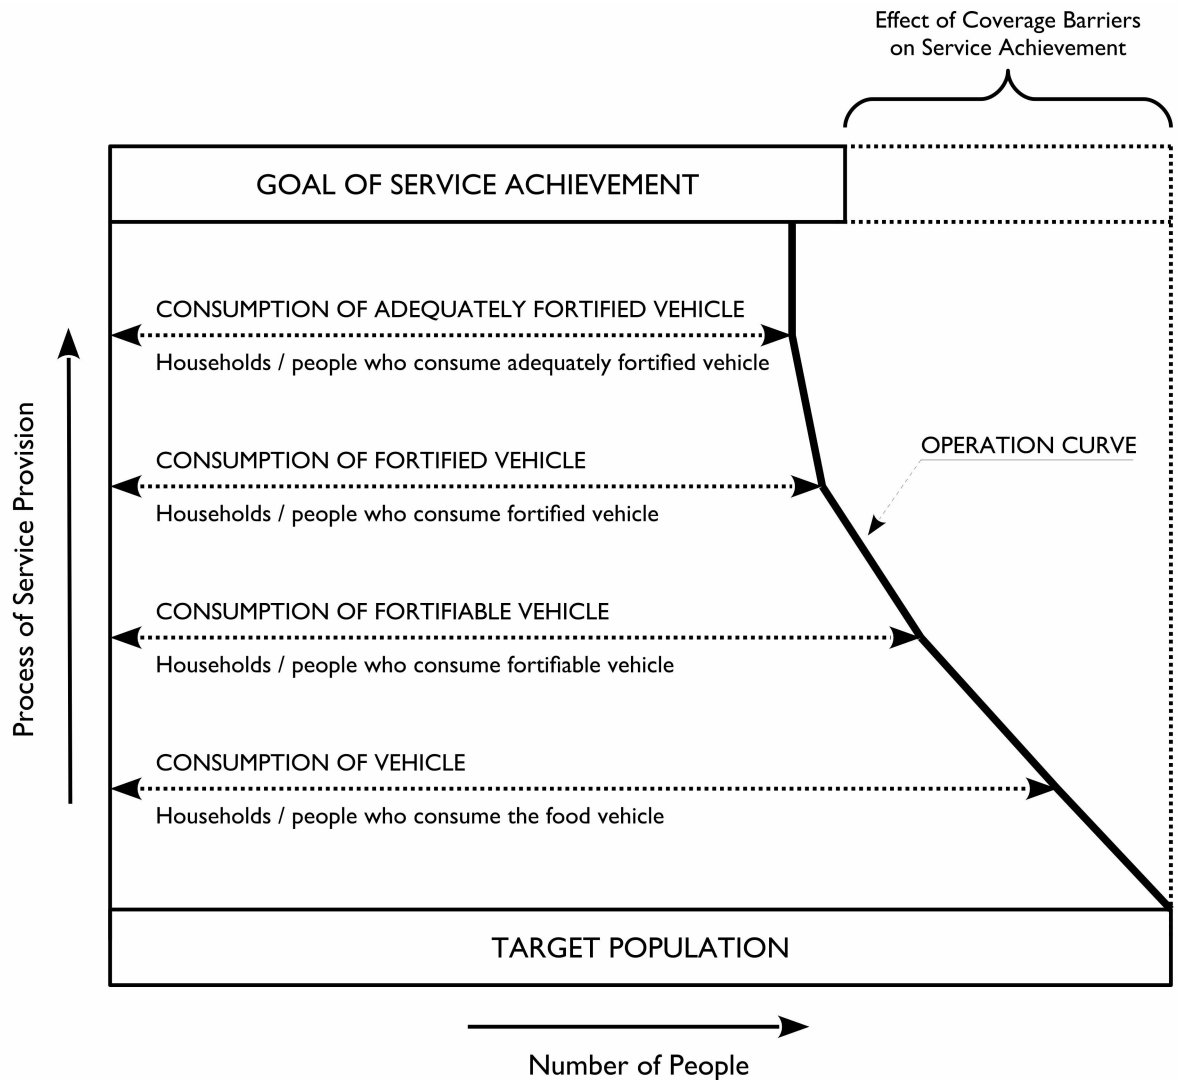 Effect of Coverage Barriers
on Service Achievement
GOAL OF SERVICE ACHIEVEMENT
CONSUMPTION OF ADEQUATELY FORTIFIED VEHICLE
Households / people who consume adequately fortified vehicle
OPERATION CURVE
CONSUMPTION OF FORTIFIED VEHICLE
Households / people who consume fortified vehicle
CONSUMPTION OF FORTIFIABLE VEHICLE
Households / people who consume fortifiable vehicle
CONSUMPTION OF VEHICLE
Households / people who consume the food vehicle
Process of Service Provision
TARGET POPULATION
Number of People